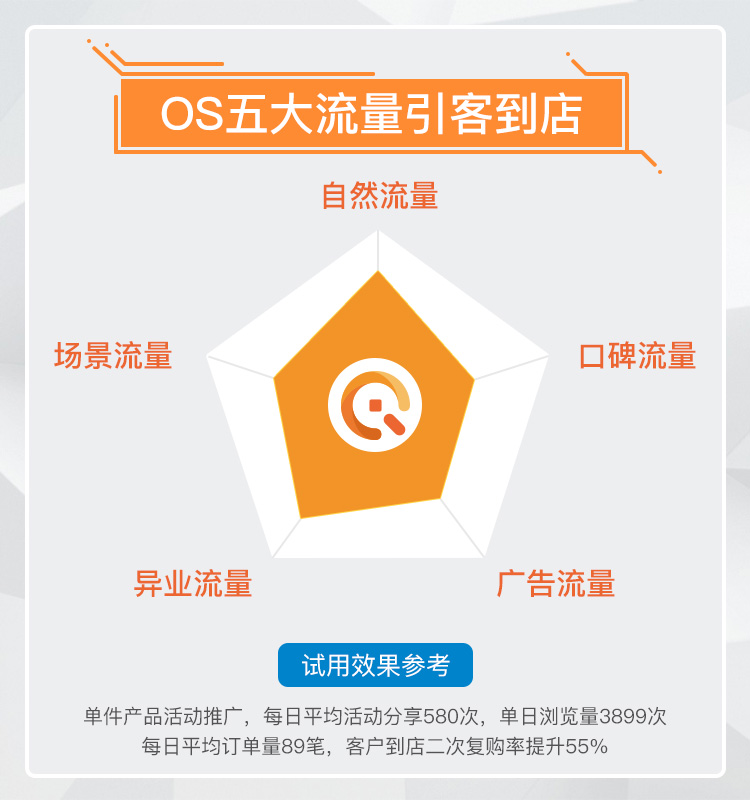 OS五大流量引客到店
自然流量
场景流量
口碑流量
异业流量
广告流量
试用效果参考
单件产品活动推广，每日平均活动分享580次，单日浏览量3899次
每日平均订单量89笔，客户到店二次复购率提升55%